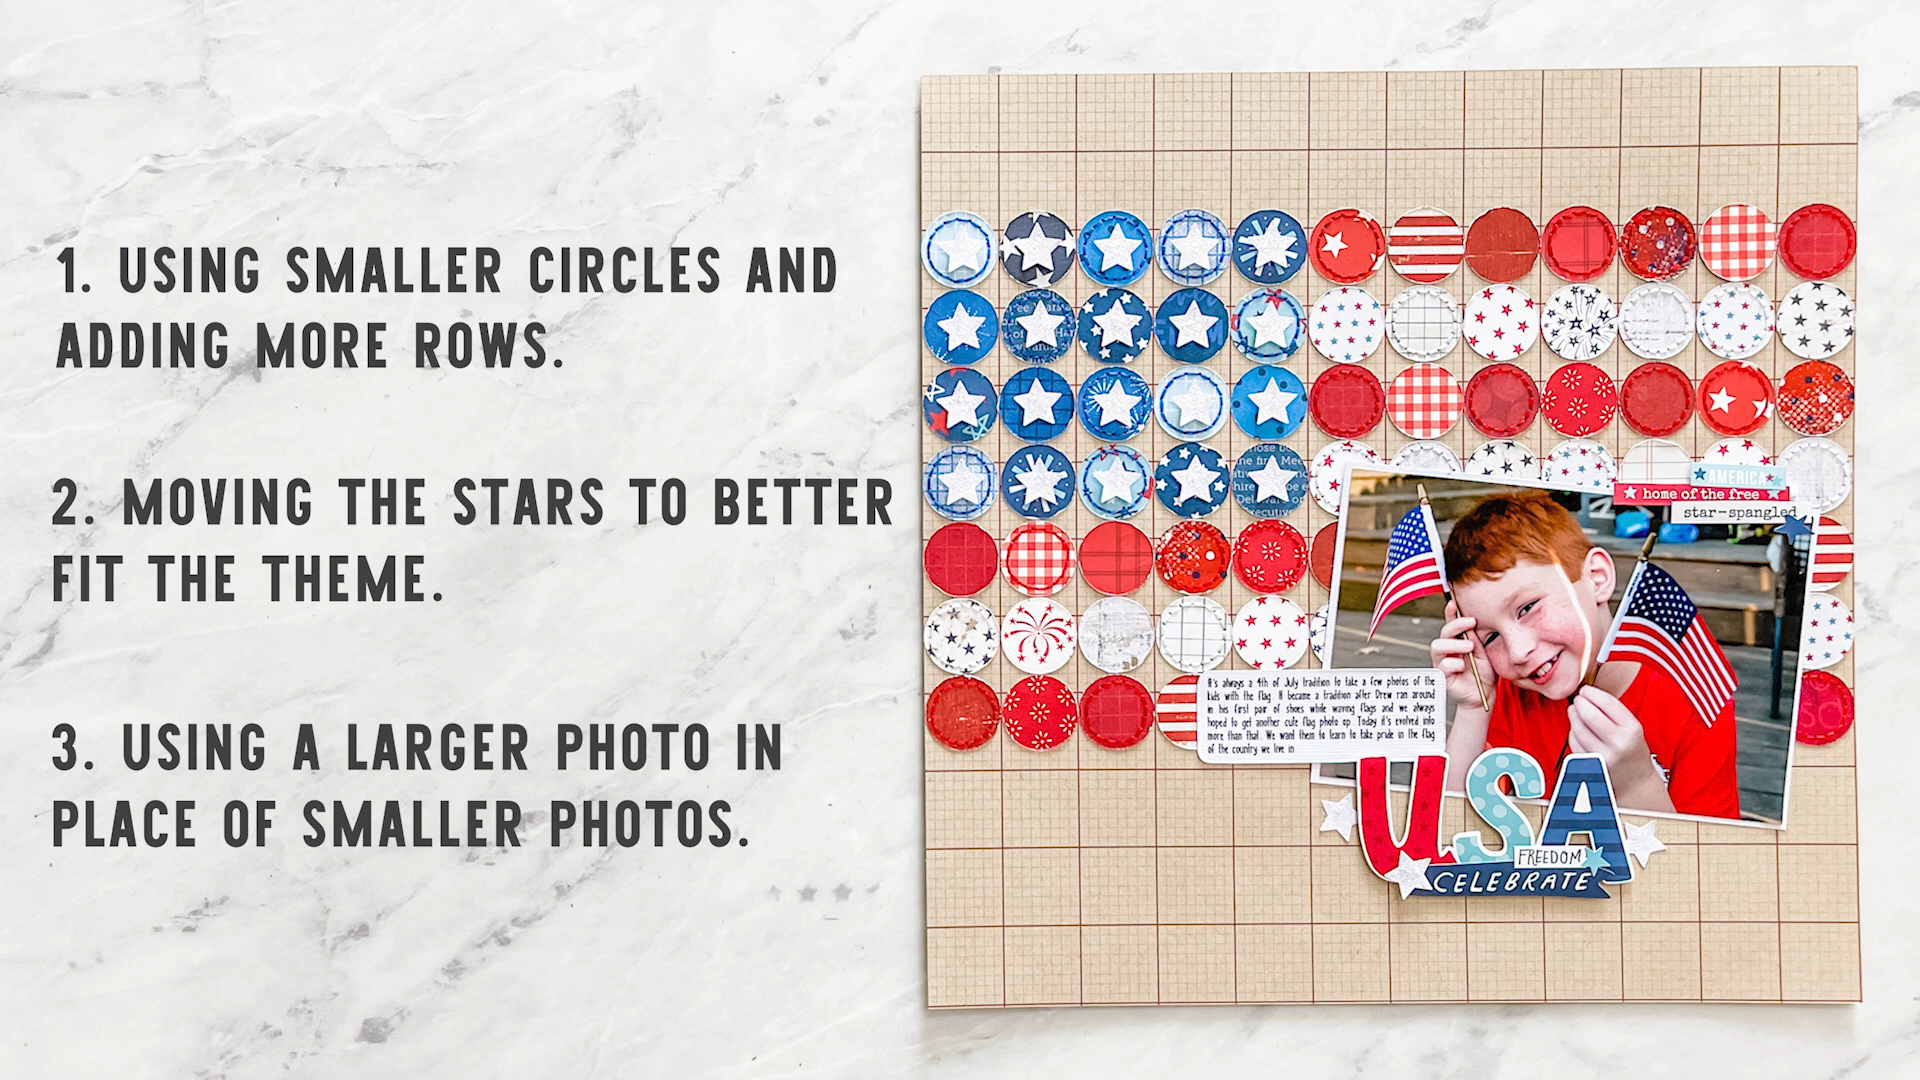 1. USING SMALLER CIRCLES AND
ADDING MORE ROWS.
2. MOVING THE STARS TO BETTER
FIT THE THEME.
3. USING A LARGER PHOTO IN
PLACE OF SMALLER PHOTOS.
AMERICA
home of the free
star-spangled
It's always a 4th of July tradition to take a few photos of the
kids with the flag. It became a tradition after Drew ran around
in his first pair of shoes while waving flags and we always
hoped to get another cute flag photo op. Today it's evolved into
more than that. We want them to learn to take pride in the flag
of the country we live in.
USA
FREEDOM
CELEBRATE